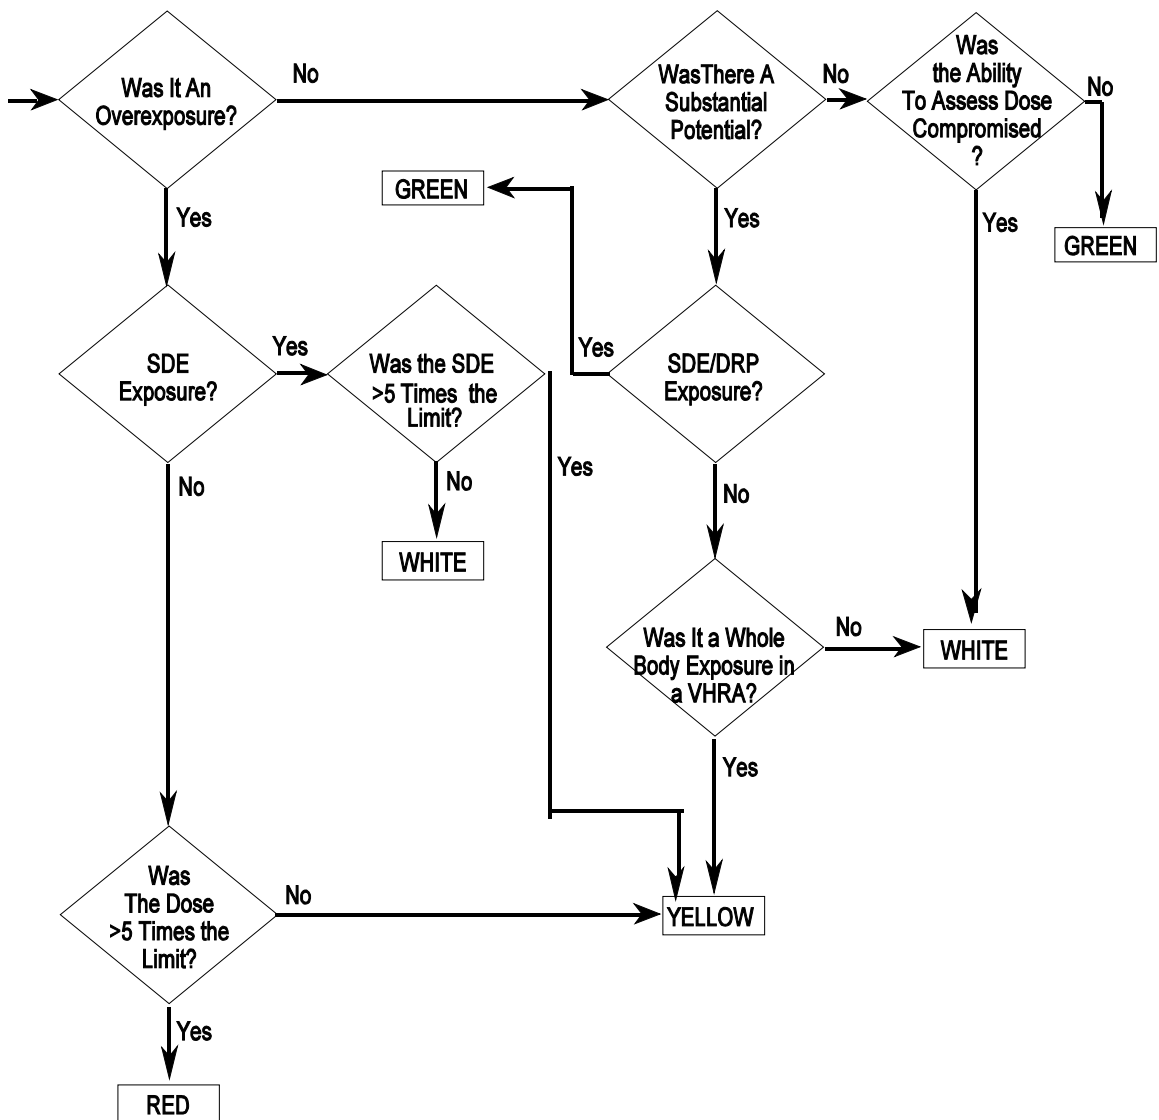 Was It An
Overexposure?
No
WasThere A
Substantial
Potential?
No
Was
the Ability
To Assess Dose
Compromised
?
No
GREEN
Yes
Yes
Yes
GREEN
SDE
Exposure?
Yes
Was the SDE
>5 Times the
Limit?
Yes
SDE/DRP
Exposure?
Yes
No
No
No
WHITE
Was It a Whole
Body Exposure in
a VHRA?
No
WHITE
Yes
Was
The Dose
>5 Times the
Limit?
No
YELLOW
Yes
RED